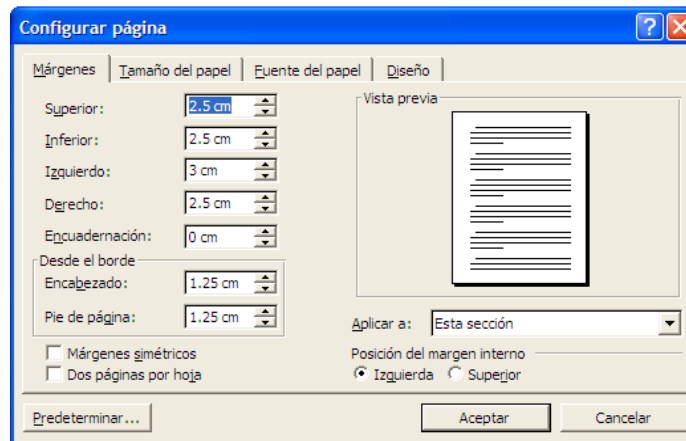 Configurar página
Márgenes Tamaño del papel Fuente del papel Diseño
Superior: 2.5 cm
Inferior: 2.5 cm
Izquierdo: 3 cm
Derecho: 2.5 cm
Encuadernación: 0 cm
Desde el borde
Encabezado: 1.25 cm
Pie de página: 1.25 cm
Márgenes simétricos
Dos páginas por hoja
Vista previa
Aplicar a: Esta sección
Posición del margen interno
Izquierda Superior
Predeterminar... Aceptar Cancelar